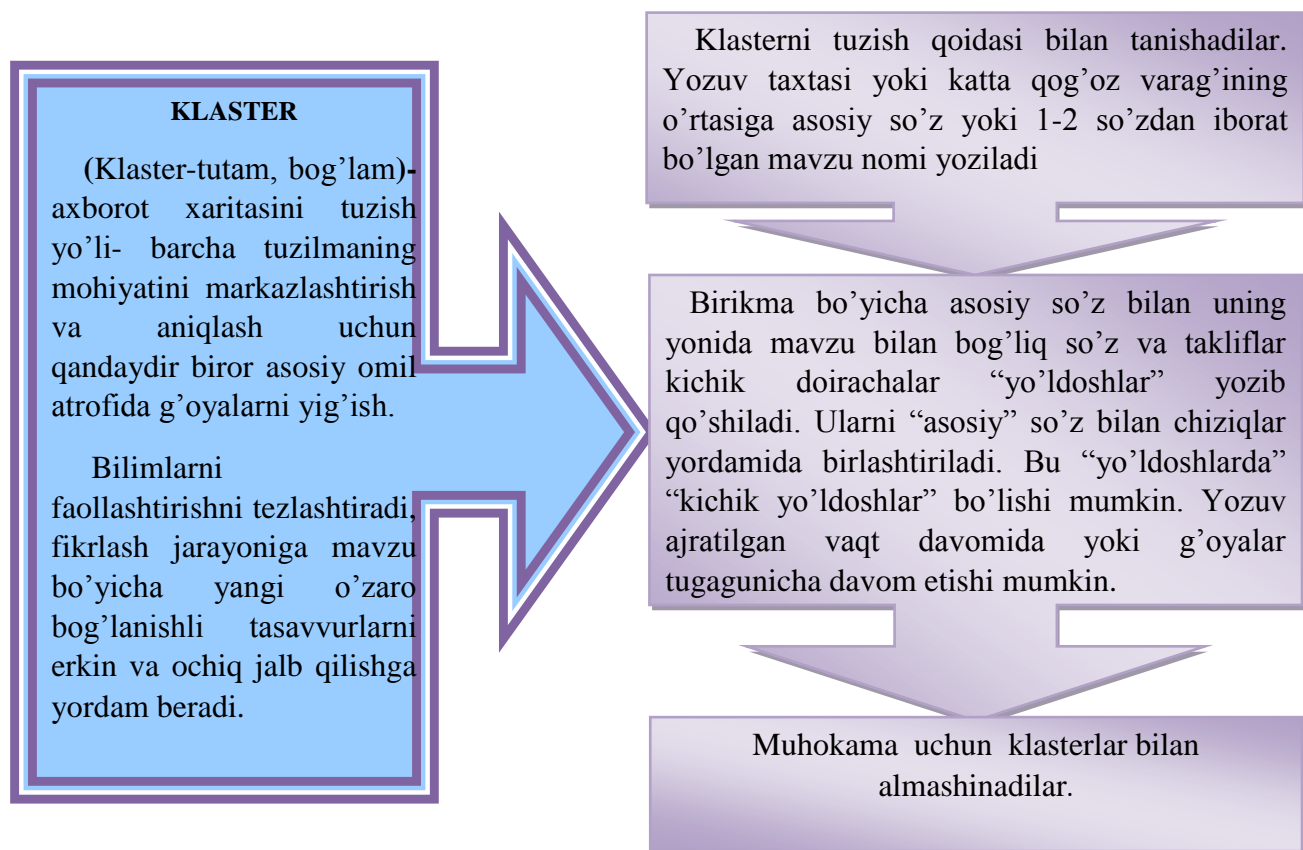 KLASTER
(Klaster-tutam, bog’lam)-
axborot xaritasini tuzish
yo’li- barcha tuzilmaning
mohiyatini markazlashtirish
va aniqlash uchun
qandaydir biror asosiy omil
atrofida g’oyalarni yig’ish.
Bilimlarni
faollashtirishni tezlashtiradi,
fikrlash jarayoniga mavzu
bo’yicha yangi o’zaro
bog’lanishli tasavvurlarni
erkin va ochiq jalb qilishga
yordam beradi.
Klasterni tuzish qoidasi bilan tanishadilar.
Yozuv taxtasi yoki katta qog’oz varag’ining
o’rtasiga asosiy so’z yoki 1-2 so’zdan iborat
bo’lgan mavzu nomi yoziladi
Birikma bo’yicha asosiy so’z bilan uning
yonida mavzu bilan bog’liq so’z va takliflar
kichik doirachalar “yo’ldoshlar” yozib
qo’shiladi. Ularni “asosiy” so’z bilan chiziqlar
yordamida birlashtiriladi. Bu “yo’ldoshlarda”
“kichik yo’ldoshlar” bo’lishi mumkin. Yozuv
ajratilgan vaqt davomida yoki g’oyalar
tugagunicha davom etishi mumkin.
Muhokama uchun klasterlar bilan
almashinadilar.